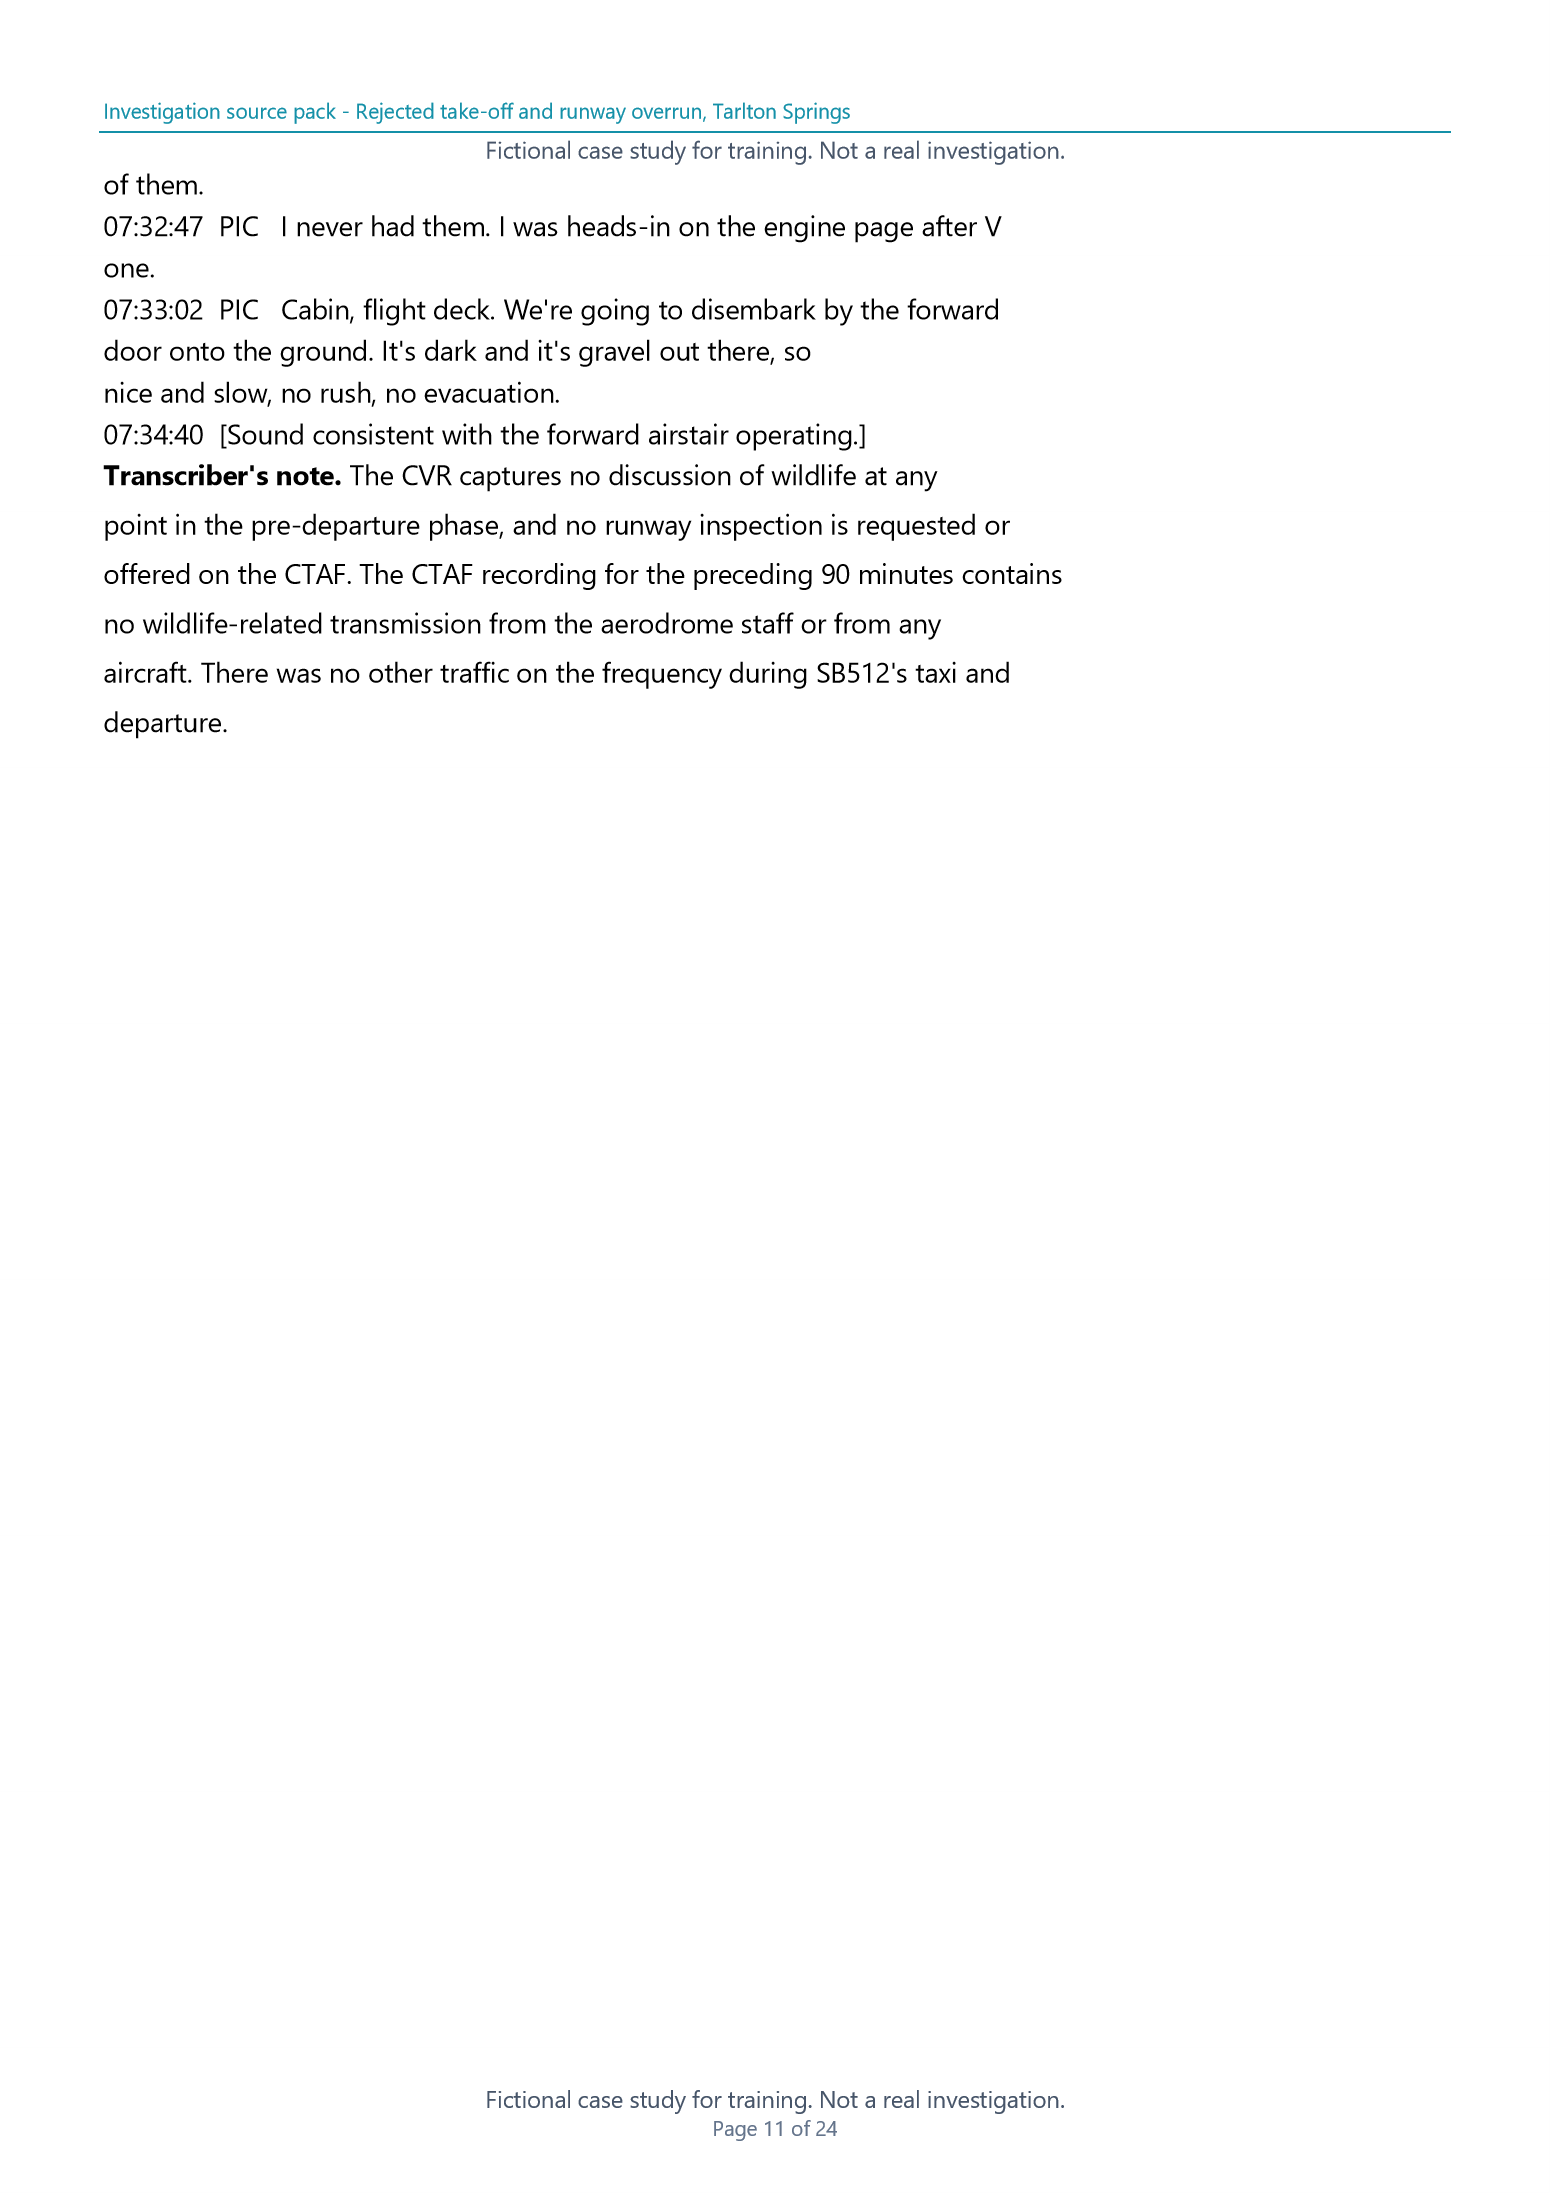 Investigation source pack - Rejected take-off and runway overrun, Tarlton Springs
Fictional case study for training. Not a real investigation.
of them.
07:32:47  PIC   I never had them. I was heads-in on the engine page after V
one.
07:33:02  PIC   Cabin, flight deck. We're going to disembark by the forward
door onto the ground. It's dark and it's gravel out there, so
nice and slow, no rush, no evacuation.
07:34:40  [Sound consistent with the forward airstair operating.]
Transcriber's note. The CVR captures no discussion of wildlife at any
point in the pre-departure phase, and no runway inspection is requested or
offered on the CTAF. The CTAF recording for the preceding 90 minutes contains
no wildlife-related transmission from the aerodrome staff or from any
aircraft. There was no other traffic on the frequency during SB512's taxi and
departure.
Fictional case study for training. Not a real investigation.
Page 11 of 24